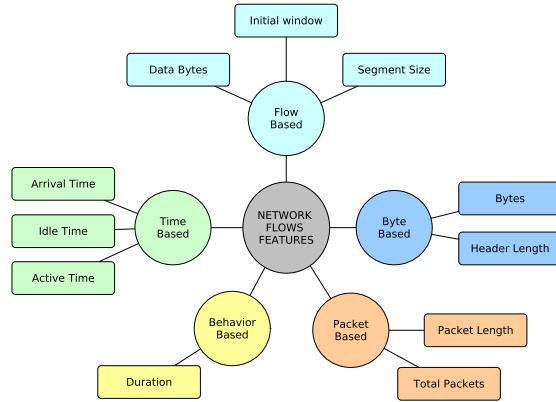 Initial window
Data Bytes
Segment Size
Flow
Based
Arrival Time
Idle Time
Active Time
Time
Based
NETWORK
FLOWS
FEATURES
Byte
Based
Bytes
Header Length
Behavior
Based
Duration
Packet
Based
Packet Length
Total Packets